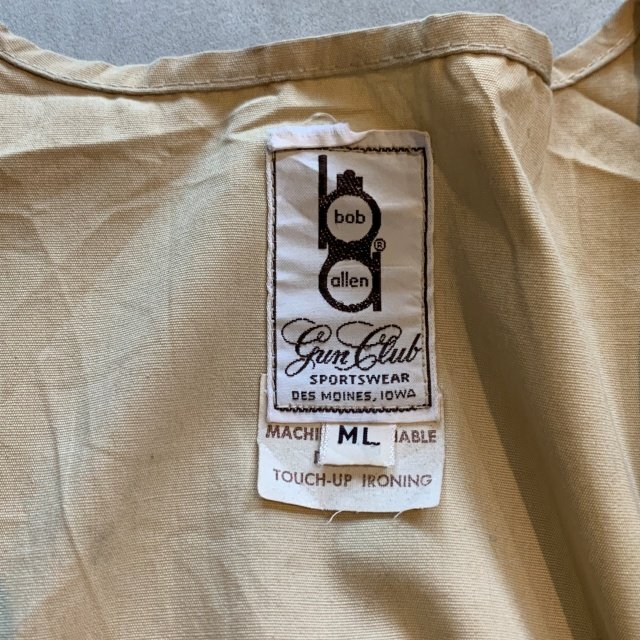 bob
®
allen
Gun Club
SPORTSWEAR
DES MOINES, IOWA
MACHI ML ABLE
TOUCH-UP IRONING